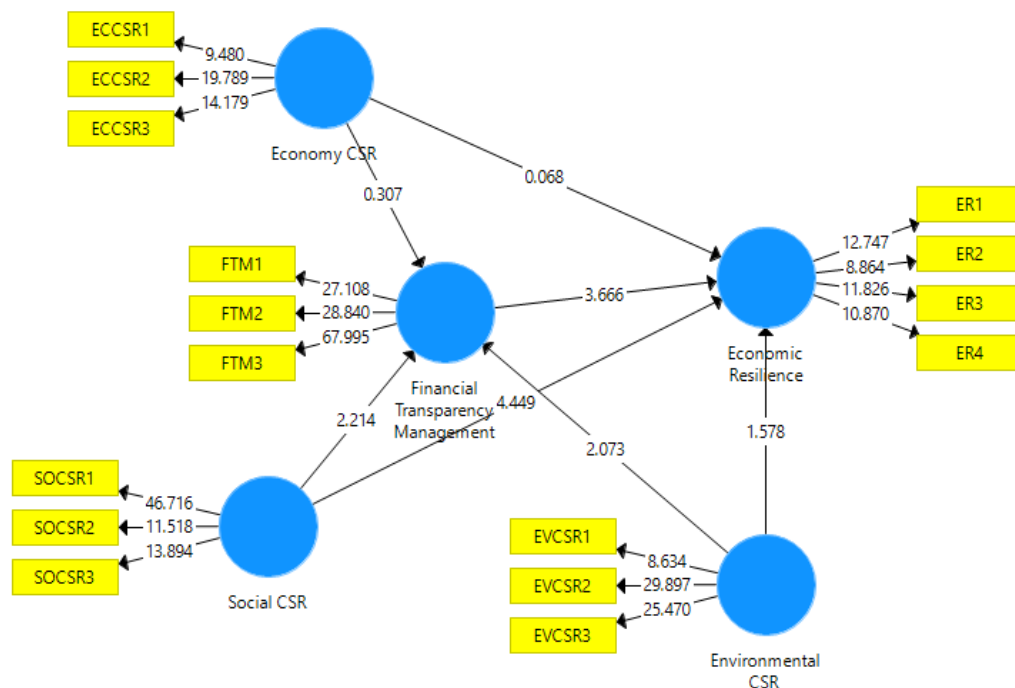 ECCSR1
9.480
ECCSR2
19.789
ECCSR3
14.179
Economy CSR
0.307
0.068
FTM1
27.108
FTM2
28.840
FTM3
67.995
Financial
Transparency
Management
3.666
ER1
12.747
ER2
8.864
ER3
11.826
ER4
10.870
Economic
Resilience
2.214
4.449
2.073
1.578
SOCSR1
46.716
SOCSR2
11.518
SOCSR3
13.894
Social CSR
EVCSR1
8.634
EVCSR2
29.897
EVCSR3
25.470
Environmental
CSR